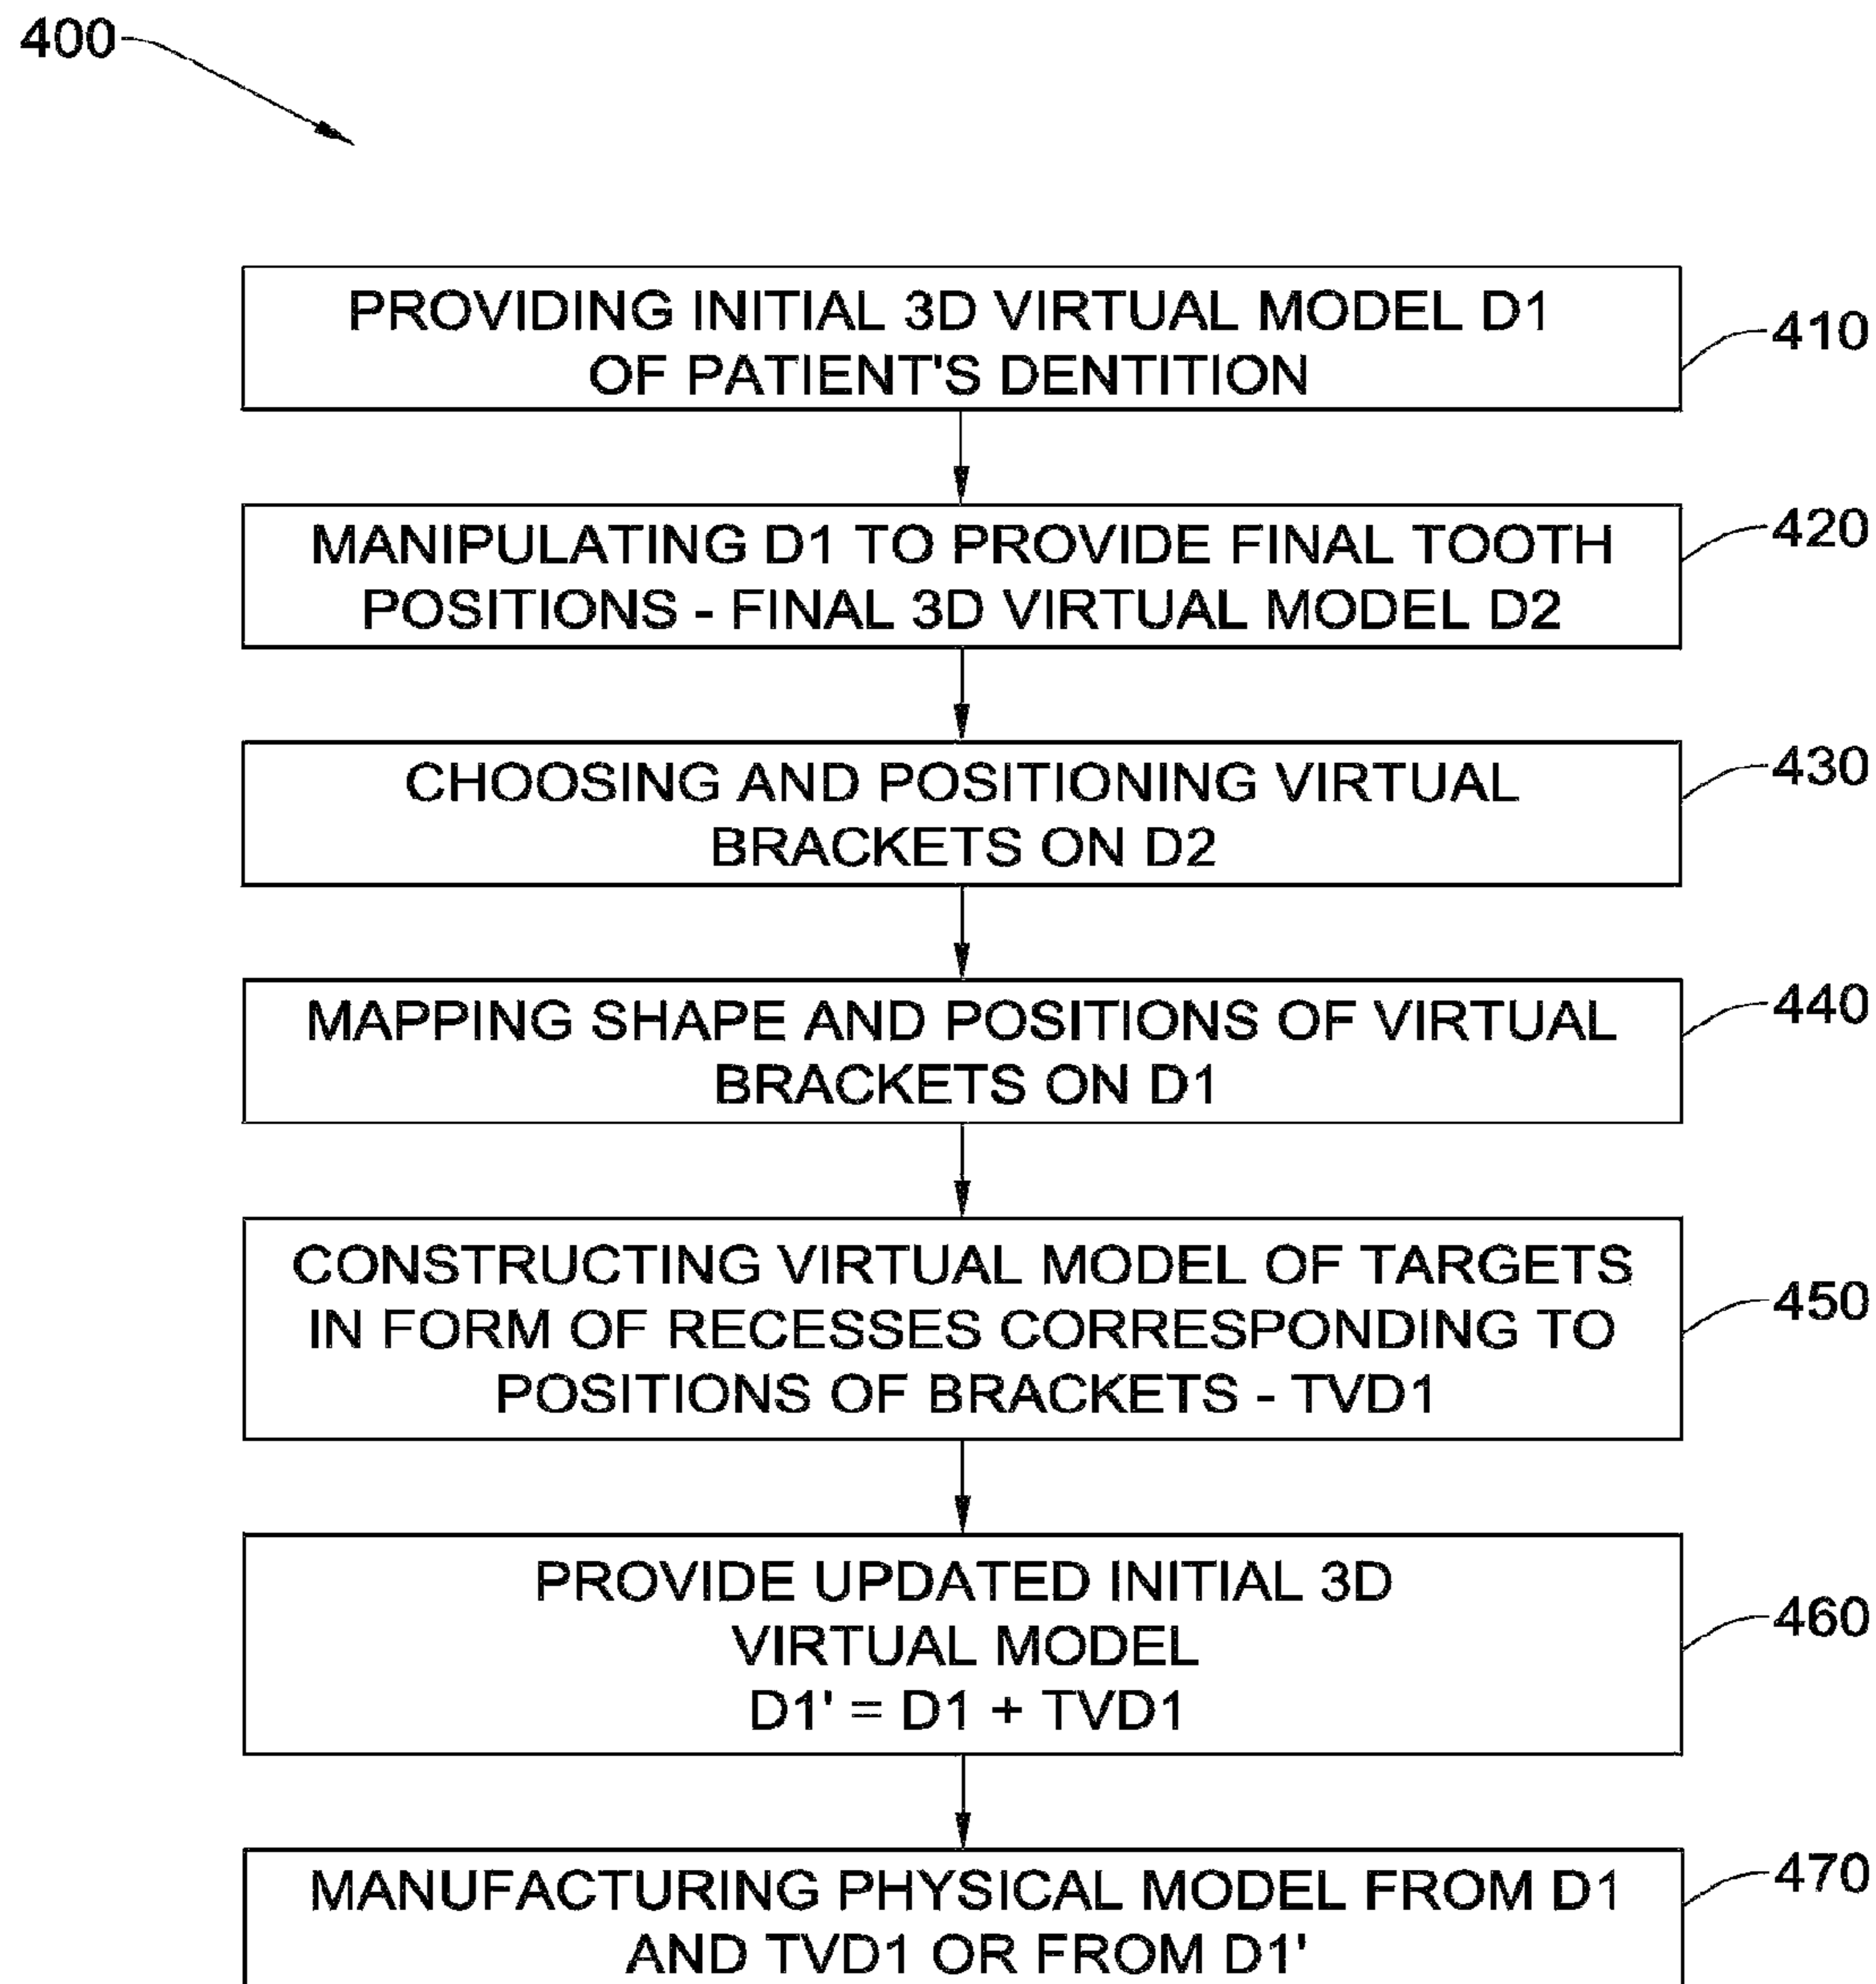 400
PROVIDING INITIAL 3D VIRTUAL MODEL D1
OF PATIENT'S DENTITION
410
MANIPULATING D1 TO PROVIDE FINAL TOOTH
POSITIONS - FINAL 3D VIRTUAL MODEL D2
420
CHOOSING AND POSITIONING VIRTUAL
BRACKETS ON D2
430
MAPPING SHAPE AND POSITIONS OF VIRTUAL
BRACKETS ON D1
440
CONSTRUCTING VIRTUAL MODEL OF TARGETS
IN FORM OF RECESSES CORRESPONDING TO
POSITIONS OF BRACKETS - TVD1
450
PROVIDE UPDATED INITIAL 3D
VIRTUAL MODEL
D1' = D1 + TVD1
460
MANUFACTURING PHYSICAL MODEL FROM D1
AND TVD1 OR FROM D1'
470